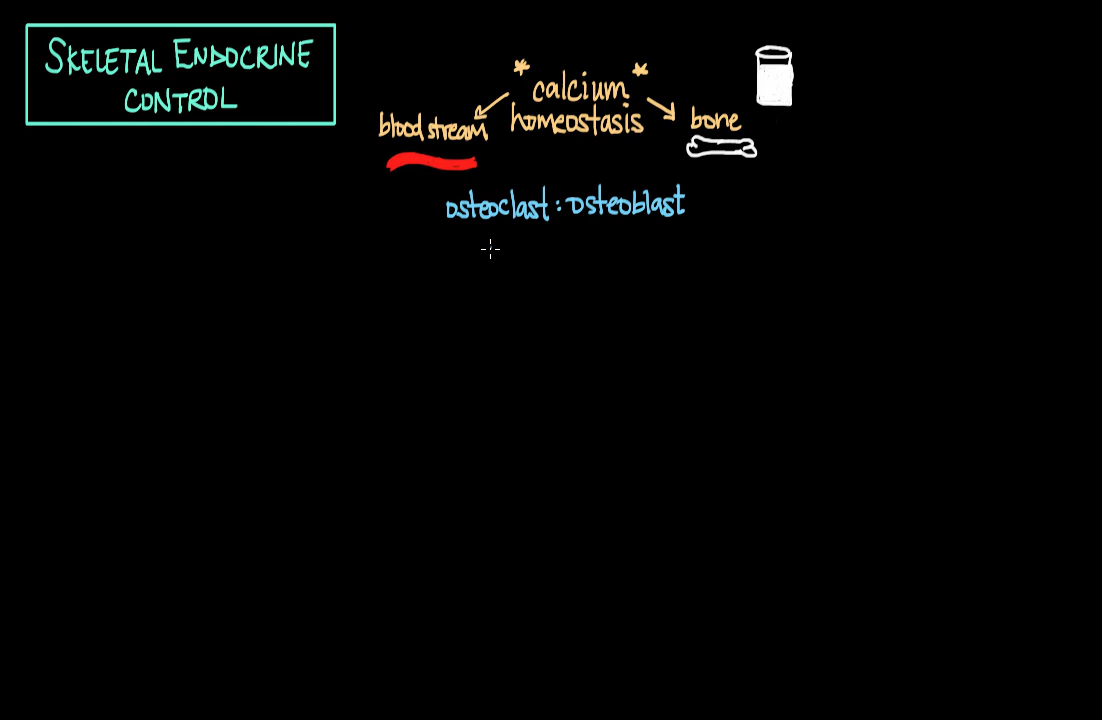 SKELETAL ENDOCRINE
CONTROL
* calcium *
homeostasis
blood stream
bone
osteoclast : osteoblast